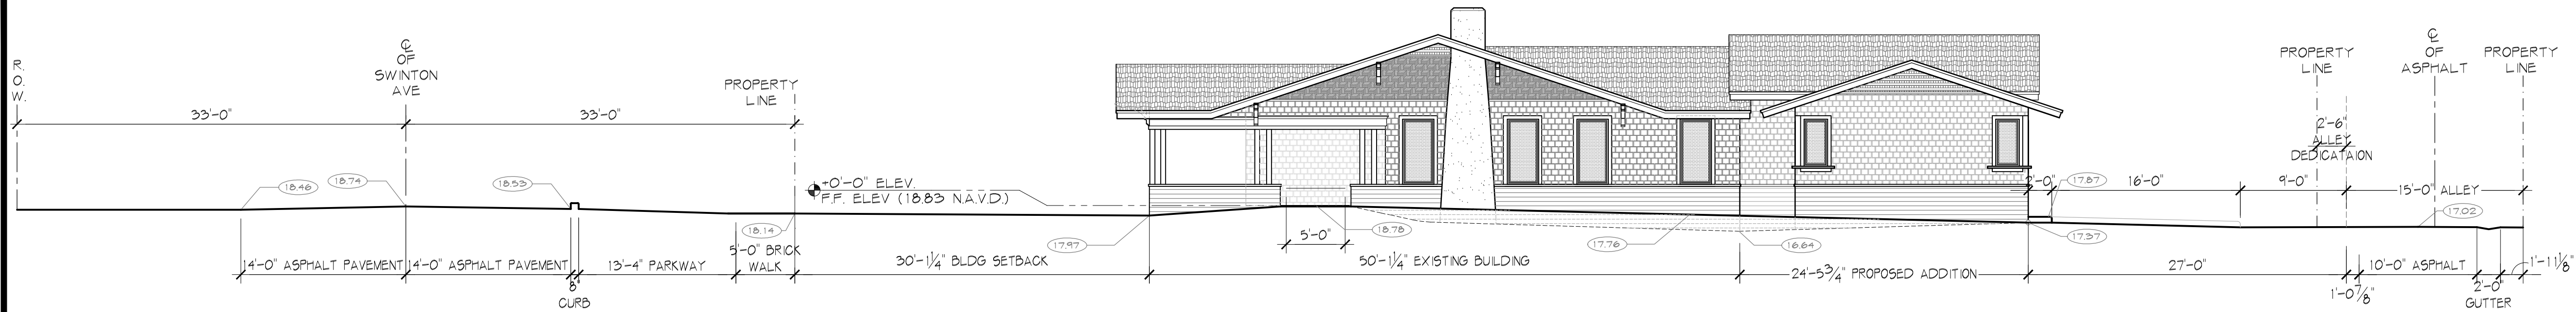 R.
O.
W.
33'-0"
℄
OF
SWINTON
AVE
33'-0"
PROPERTY
LINE
18.46
18.74
18.53
18.14
+0'-0" ELEV.
F.F. ELEV (18.83 N.A.V.D.)
17.97
5'-0"
18.78
17.76
16.64
2'-0"
17.87
17.37
16'-0"
9'-0"
PROPERTY
LINE
2'-6"
ALLEY
DEDICATAION
℄
OF
ASPHALT
PROPERTY
LINE
15'-0" ALLEY
17.02
14'-0" ASPHALT PAVEMENT
14'-0" ASPHALT PAVEMENT
8"
CURB
13'-4" PARKWAY
5'-0" BRICK
WALK
30'-1¼" BLDG SETBACK
50'-1¼" EXISTING BUILDING
24'-5¾" PROPOSED ADDITION
27'-0"
1'-0⅞"
10'-0" ASPHALT
2'-0"
GUTTER
1'-11⅛"